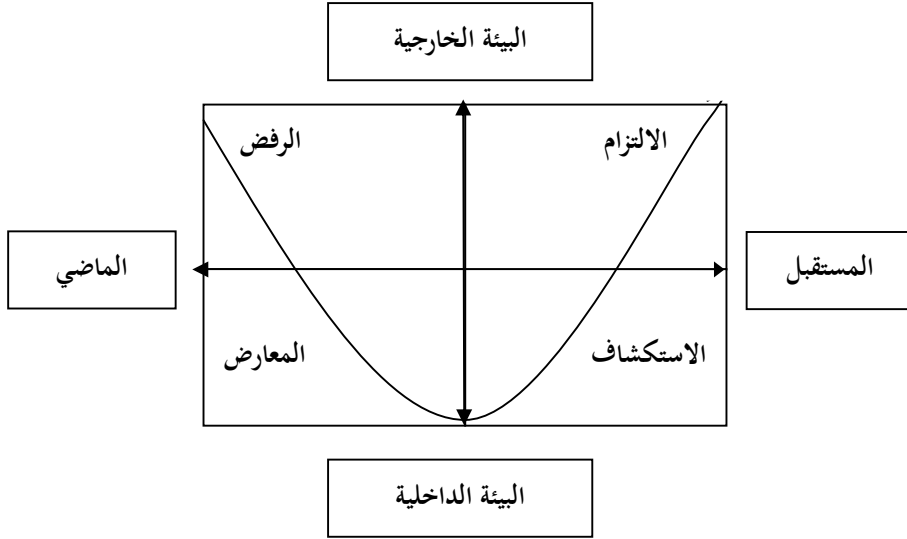 البيئة الخارجية
الالتزام
الرفض
المستقبل
الماضي
الاستكشاف
المعارض
البيئة الداخلية